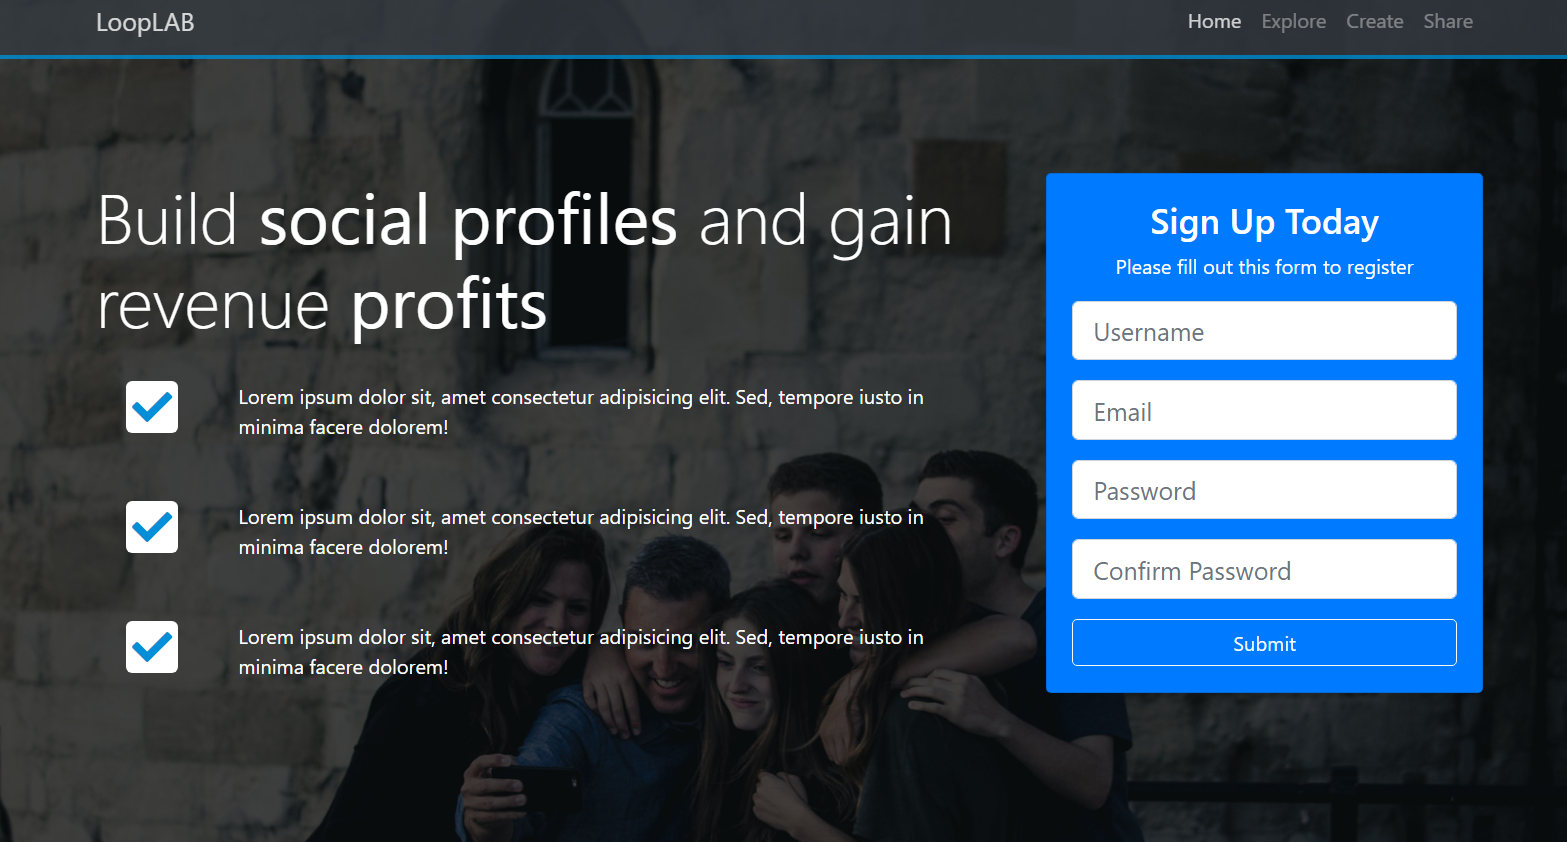 LoopLAB
Home Explore Create Share
Build social profiles and gain
revenue profits
Lorem ipsum dolor sit, amet consectetur adipisicing elit. Sed, tempore iusto in
minima facere dolorem!
Lorem ipsum dolor sit, amet consectetur adipisicing elit. Sed, tempore iusto in
minima facere dolorem!
Lorem ipsum dolor sit, amet consectetur adipisicing elit. Sed, tempore iusto in
minima facere dolorem!
Sign Up Today
Please fill out this form to register
Username
Email
Password
Confirm Password
Submit